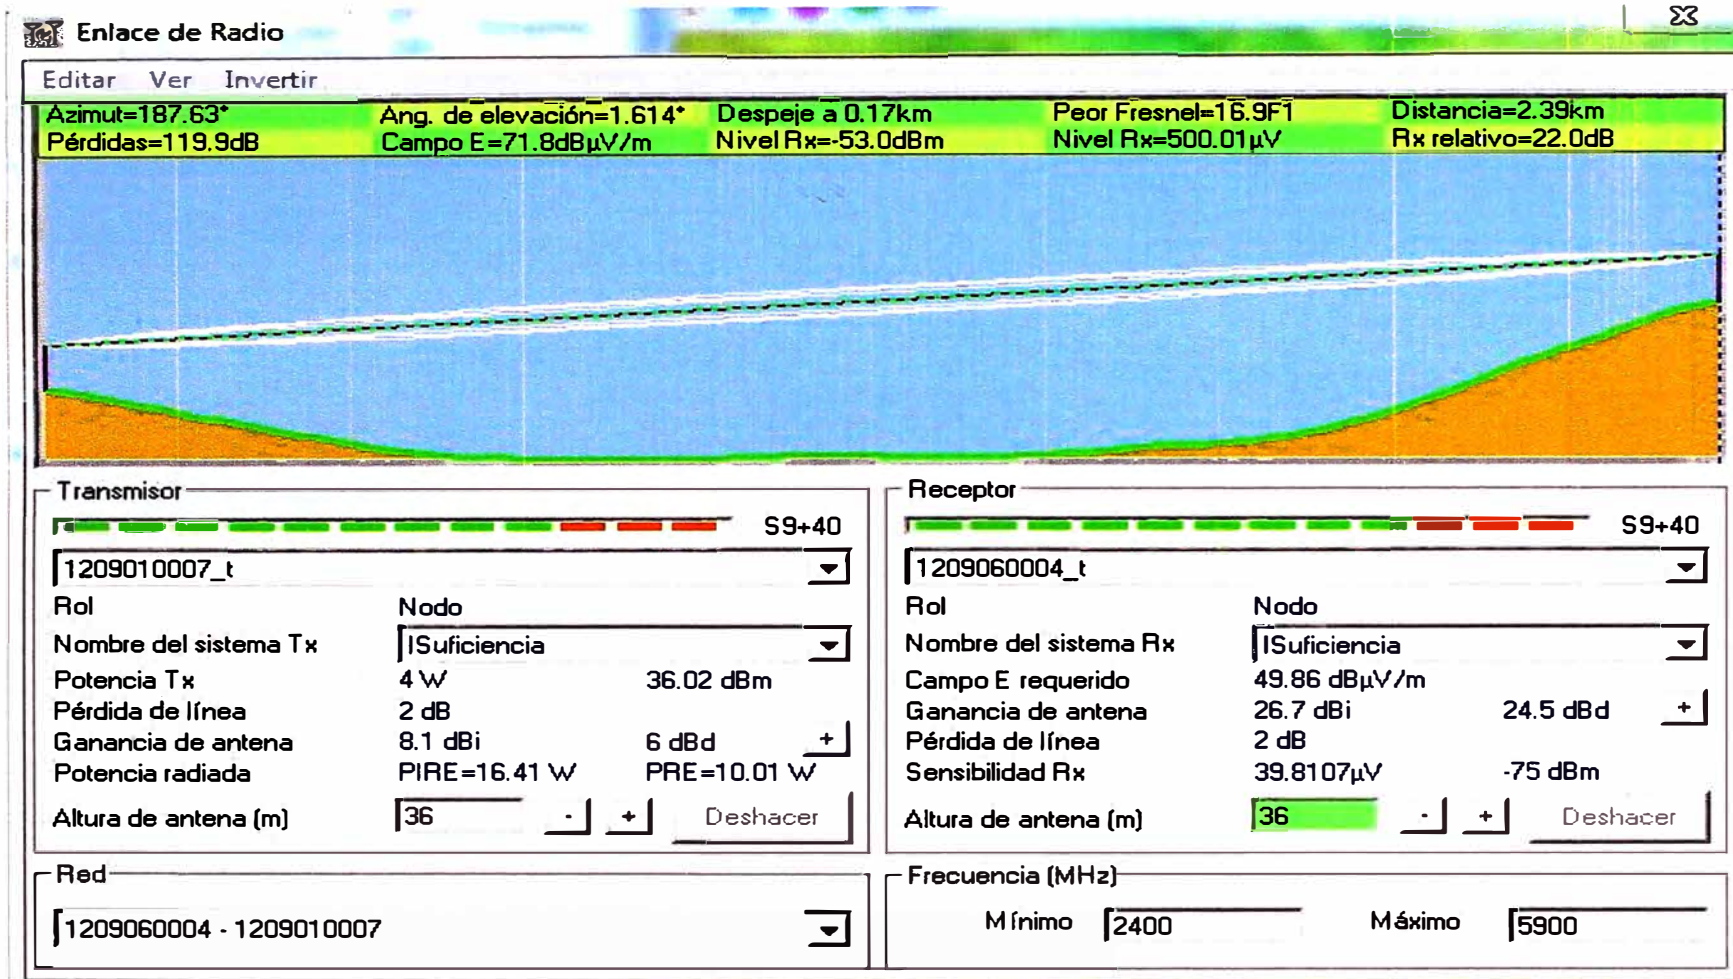 Enlace de Radio
Editar Ver Invertir
Azimut=187.63° Ang. de elevación=1.614° Despeje a 0.17km Peor Fresnel=16.9F1 Distancia=2.39km
Pérdidas=119.9dB Campo E=71.8dBµV/m Nivel Rx=-53.0dBm Nivel Rx=500.01µV Rx relativo=22.0dB
Transmisor
S9+40
1209010007_t
Rol Nodo
Nombre del sistema Tx ISuficiencia
Potencia Tx 4 W 36.02 dBm
Pérdida de línea 2 dB
Ganancia de antena 8.1 dBi 6 dBd +
Potencia radiada PIRE=16.41 W PRE=10.01 W
Altura de antena (m) 36 - + Deshacer
Receptor
S9+40
1209060004_t
Rol Nodo
Nombre del sistema Rx ISuficiencia
Campo E requerido 49.86 dBµV/m
Ganancia de antena 26.7 dBi 24.5 dBd +
Pérdida de línea 2 dB
Sensibilidad Rx 39.8107µV -75 dBm
Altura de antena (m) 36 - + Deshacer
Red
1209060004 - 1209010007
Frecuencia (MHz)
Mínimo 2400 Máximo 5900